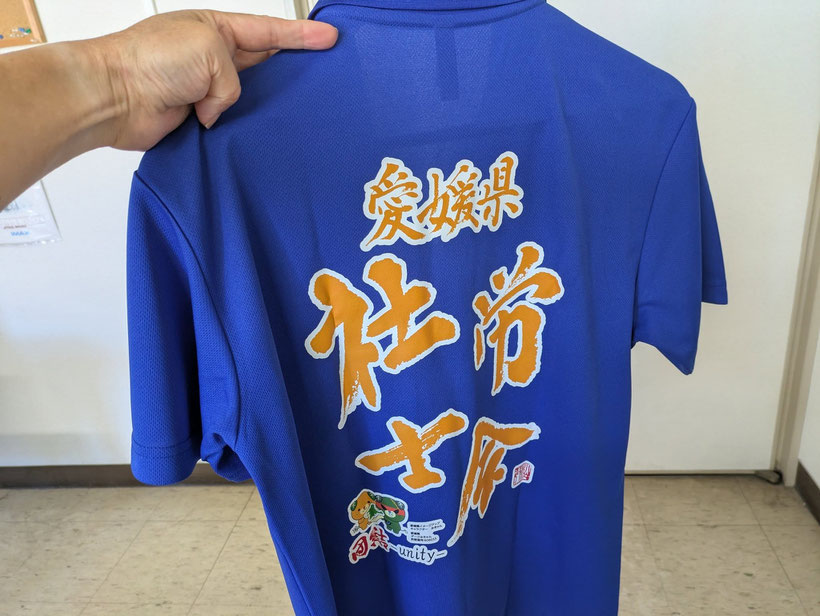 愛媛県
社労
士会
団結-unity-